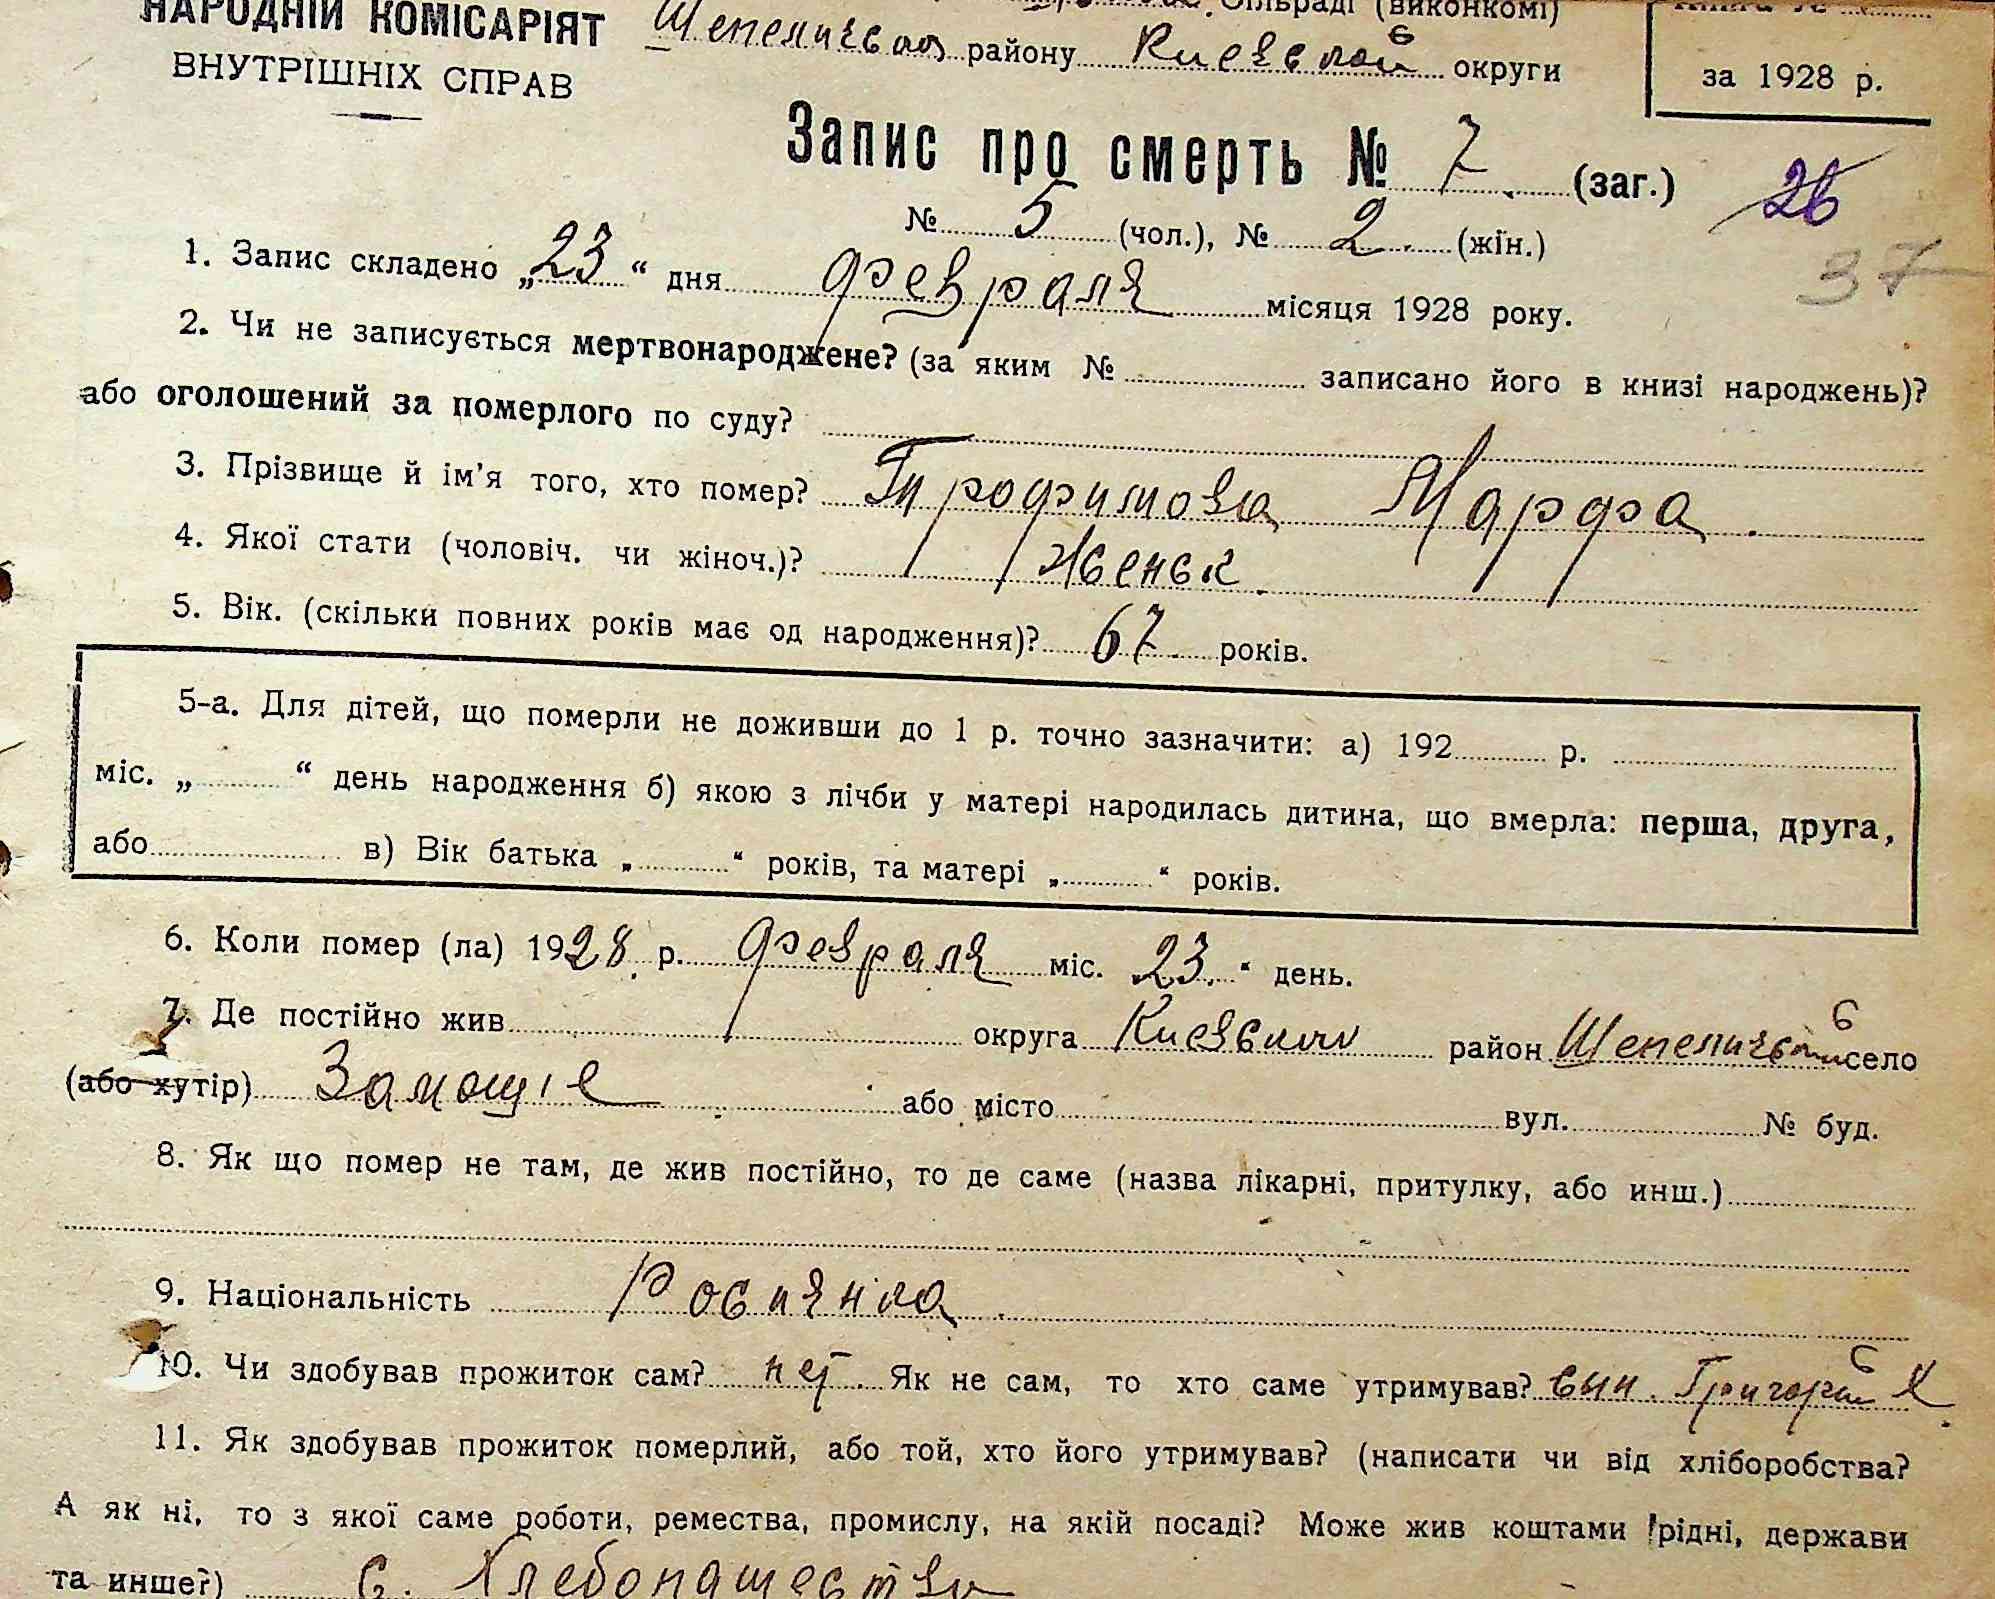 НАРОДНІЙ КОМІСАРІЯТ
ВНУТРІШНІХ СПРАВ
Сільраді (виконкомі)
Шепеличской району Киевской округи
за 1928 р.
Запис про смерть № 7. (заг.)
26
№ 5 (чол.), № 2. (жін.)
37
1. Запис складено „23“ дня февраля місяця 1928 року.
2. Чи не записується мертвонароджене? (за яким № записано його в книзі народжень)?
або оголошений за померлого по суду?
3. Прізвище й ім’я того, хто помер? Трофимова Марфа.
4. Якої стати (чоловіч. чи жіноч.)? Женск.
5. Вік. (скільки повних років має од народження)? 67 років.
5-а. Для дітей, що померли не доживши до 1 р. точно зазначити: а) 192 р.
міс. „ “ день народження б) якою з лічби у матері народилась дитина, що вмерла: перша, друга,
або в) Вік батька „ “ років, та матері „ “ років.
6. Коли помер (ла) 1928. р. февраля міс. 23. “ день.
7. Де постійно жив округа Киевской район Шепеличской село
(або хутір) Замошіе або місто вул. № буд.
8. Як що помер не там, де жив постійно, то де саме (назва лікарні, притулку, або инш.)
9. Національність Росиянка.
10. Чи здобував прожиток сам? нет. Як не сам, то хто саме утримував? сын. Григорий
11. Як здобував прожиток померлий, або той, хто його утримував? (написати чи від хліборобства?
А як ні, то з якої саме роботи, ремества, промислу, на якій посаді? Може жив коштами рідні, держави
та инше?) с. Хлебопашество